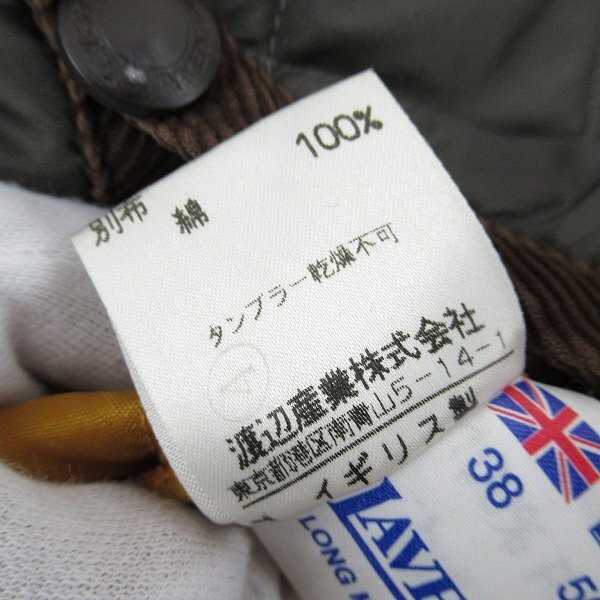 別布 綿 100%
タンブラー乾燥不可
渡辺産業株式会社
東京都港区南青山5-14-1
イギリス製
38
LAVE
LONG